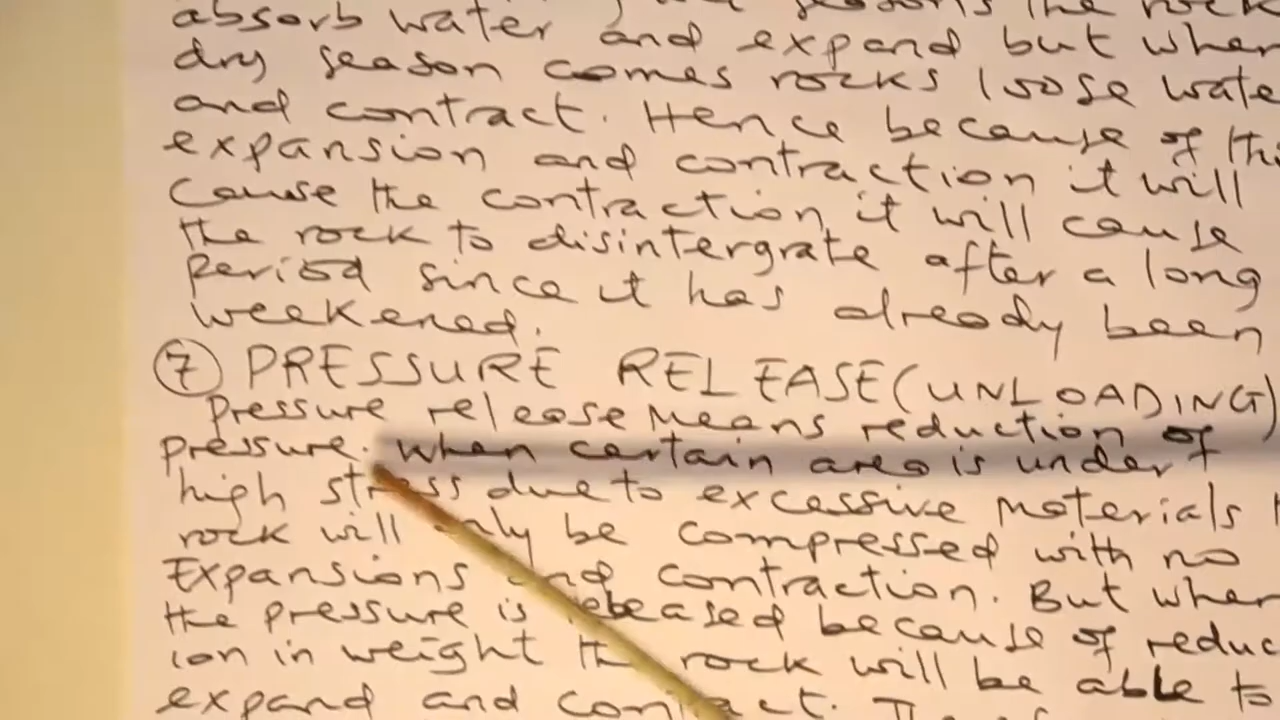 absorb water and expand but when
dry season comes rocks loose wate
and contract. Hence because of thi
expansion and contraction it will
cause the contraction it will cause
the rock to disintergrate after a long
Period since it has already been
weekened.
⑦ PRESSURE RELEASE (UNLOADING)
Pressure release means reduction of
pressure. When certain area is under
high stress due to excessive materials
rock will only be compressed with no
Expansions and contraction. But when
the pressure is released because of reduc
ion in weight the rock will be able to
expand and contract.